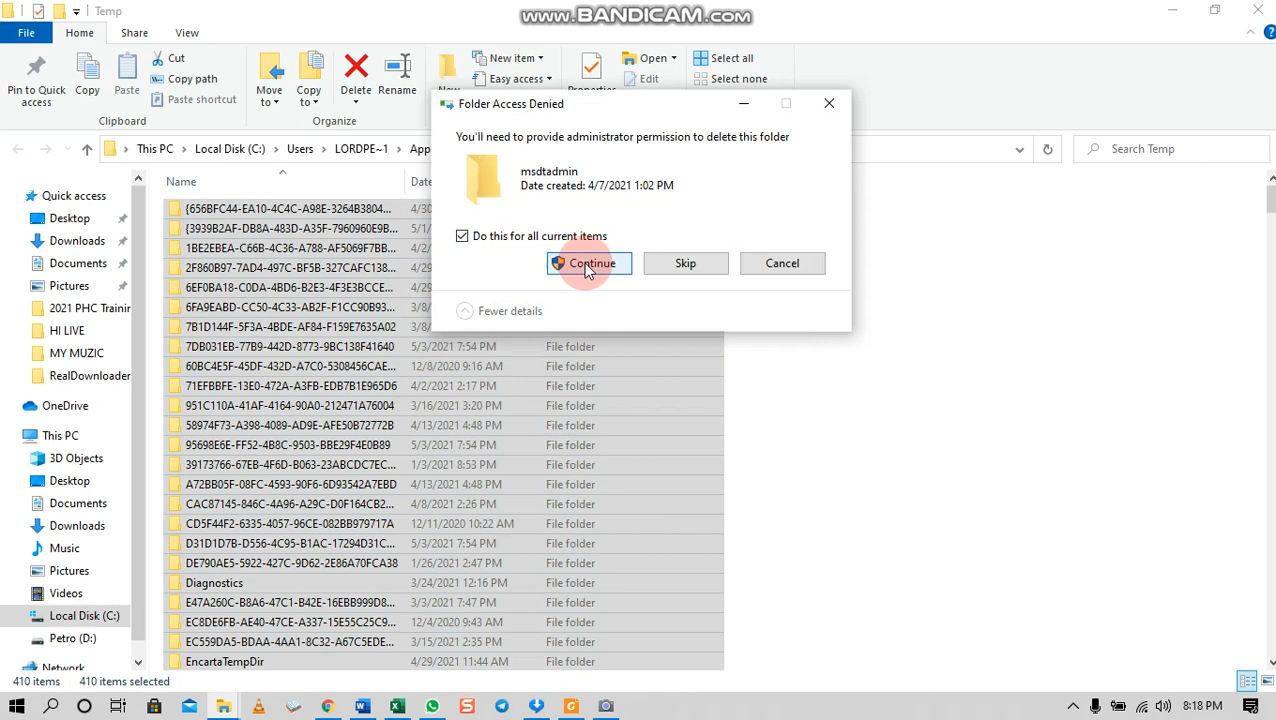 Temp
www.BANDICAM.com
File Home Share View
Pin to Quick access
Copy
Paste
Cut
Copy path
Paste shortcut
Clipboard
Move to
Copy to
Delete
Rename
Organize
New item
Easy access
Properties
Open
Edit
Select all
Select none
This PC Local Disk (C:) Users LORDPE~1
Search Temp
Folder Access Denied
You'll need to provide administrator permission to delete this folder
msdtadmin
Date created: 4/7/2021 1:02 PM
Do this for all current items
Continue Skip Cancel
Fewer details
Quick access
Desktop
Downloads
Documents
Pictures
2021 PHC Trainir
HI LIVE
MY MUZIC
RealDownloader
OneDrive
This PC
3D Objects
Desktop
Documents
Downloads
Music
Pictures
Videos
Local Disk (C:)
Petro (D:)
Network
Name
{656BFC44-EA10-4C4C-A98E-3264B3804... 4/30
{3939B2AF-DB8A-483D-A35F-7960960E9B... 5/1/
1BE2EBEA-C66B-4C36-A788-AF5069F7BB...
2F860B97-7AD4-497C-BF5B-327CAFC69D...
6EF0BA18-C0DA-4BD6-B2E3-4F3E3BCCE...
6FA9EABD-CC50-4C33-AB2F-F1CC90B93... 3/8/
7B1D144F-5F3A-4BDE-AF84-F159E7635A02 3/8/
7DB031EB-77B9-442D-8773-9BC138F41640 5/3/2021 7:54 PM File folder
60BC4E5F-45DF-432D-A7C0-5308456CAE... 12/8/2020 9:16 AM File folder
71EFBBFE-13E0-472A-A3FB-EDB7B1E965D6 4/2/2021 2:17 PM File folder
951C110A-41AF-4164-90A0-212471A76004 3/16/2021 3:20 PM File folder
58974F73-A398-4089-AD9E-AFE50B72772B 4/13/2021 4:48 PM File folder
95698E6E-FF52-4B8C-9503-BBE29F4E0B89 5/3/2021 7:54 PM File folder
39173766-67EB-4F6D-B063-23ABCDC7EC... 1/3/2021 8:53 PM File folder
A72BBF05-08FC-4593-90F6-6D93542A7EBD 4/13/2021 4:48 PM File folder
CAC87145-846C-4A96-A29C-D0F164CB2... 4/8/2021 2:26 PM File folder
CD5F44F2-6335-4057-96CE-082BB979717A 12/11/2020 10:22 AM File folder
D31D1D7B-D556-4C95-B1AC-17294D31C... 5/3/2021 7:54 PM File folder
DE790AE5-5922-427C-9D62-2E86A70FCA38 1/26/2021 2:47 PM File folder
Diagnostics 3/24/2021 12:16 PM File folder
E47A260C-B8A6-47C1-B42E-16EBB999D8... 3/3/2021 7:47 PM File folder
EC8DE6FB-AE40-47CF-A337-15E55C25C9... 12/4/2020 9:43 AM File folder
EC559DA5-BDAA-4AA1-8C32-A7C65EDE... 3/15/2021 2:35 PM File folder
EncartaTempDir 4/29/2021 11:44 AM File folder
410 items 410 items selected
8:18 PM